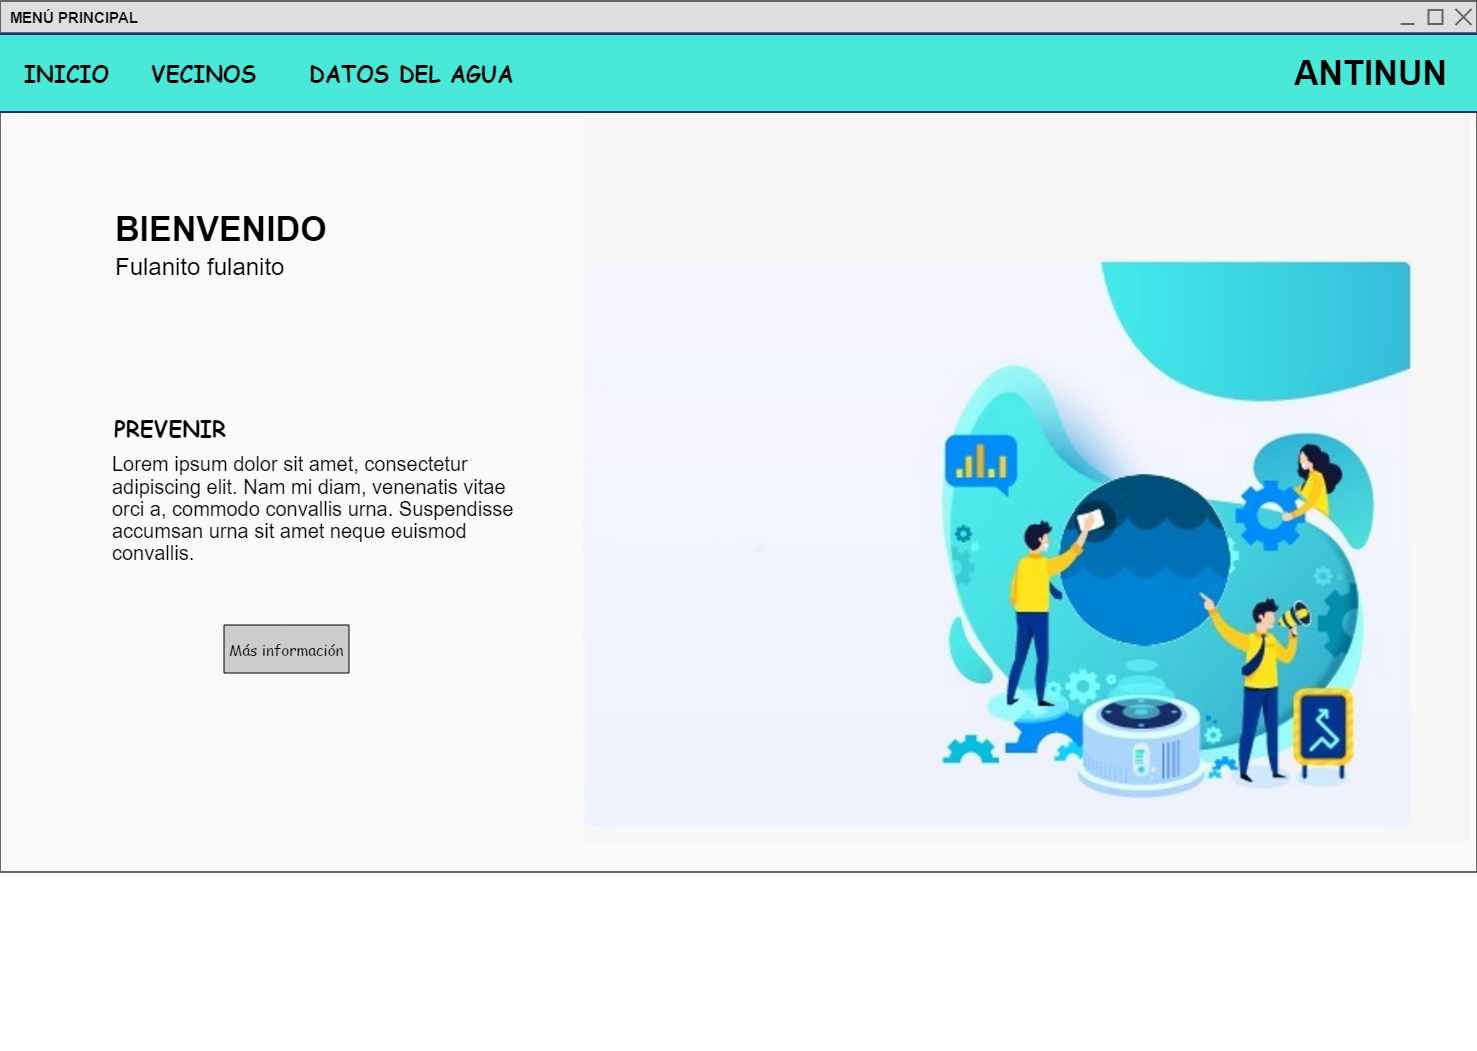 MENÚ PRINCIPAL
INICIO VECINOS DATOS DEL AGUA ANTINUN
BIENVENIDO
Fulanito fulanito
PREVENIR
Lorem ipsum dolor sit amet, consectetur
adipiscing elit. Nam mi diam, venenatis vitae
orci a, commodo convallis urna. Suspendisse
accumsan urna sit amet neque euismod
convallis.
Más información